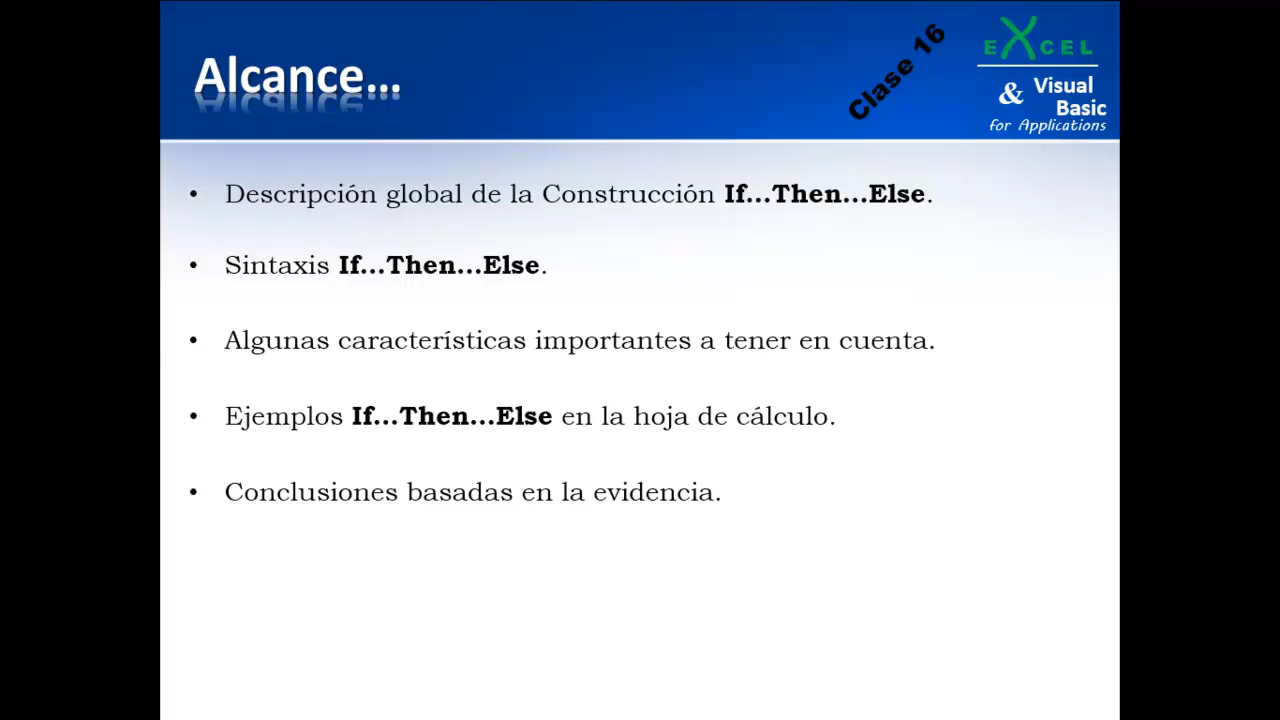 Alcance...
Clase 16
EXCEL
& Visual
Basic
for Applications
• Descripción global de la Construcción If...Then...Else.
• Sintaxis If...Then...Else.
• Algunas características importantes a tener en cuenta.
• Ejemplos If...Then...Else en la hoja de cálculo.
• Conclusiones basadas en la evidencia.